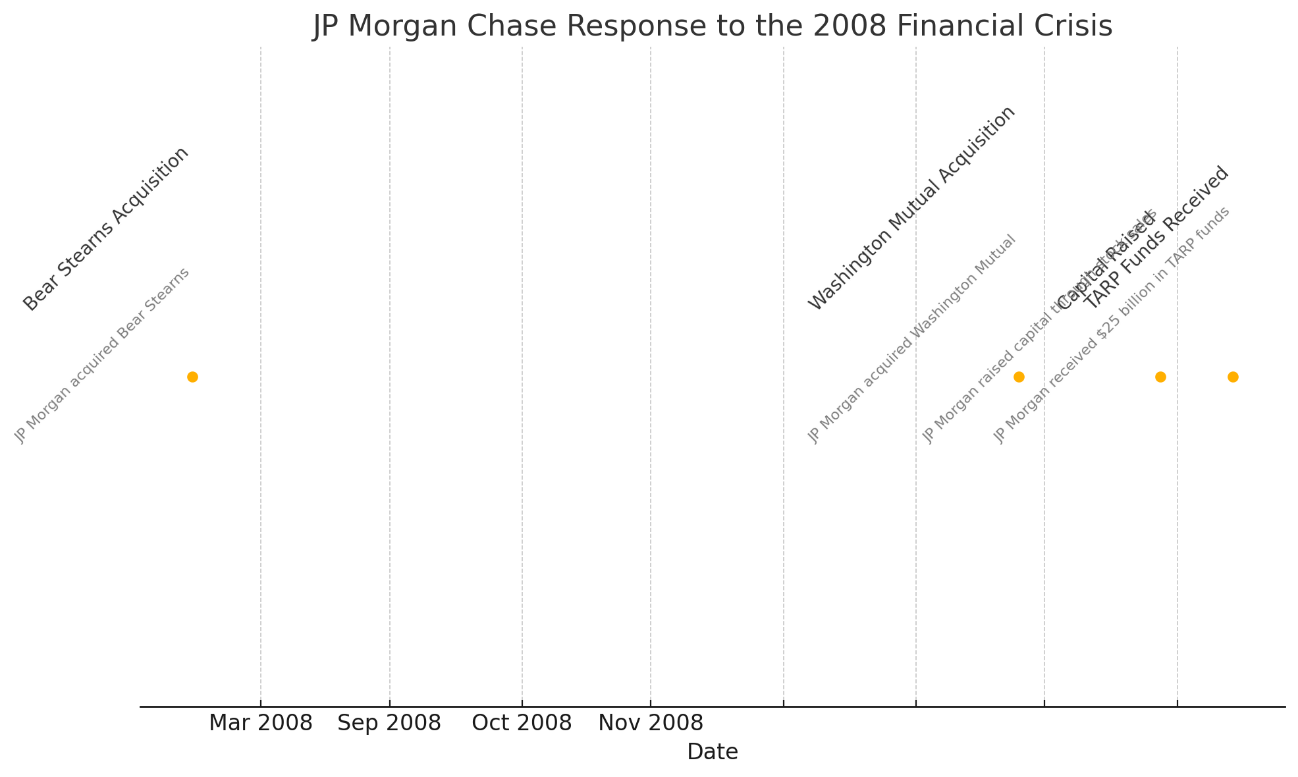 JP Morgan Chase Response to the 2008 Financial Crisis
Bear Stearns Acquisition
JP Morgan acquired Bear Stearns
Washington Mutual Acquisition
JP Morgan acquired Washington Mutual
Capital Raised
JP Morgan raised capital through sales
TARP Funds Received
JP Morgan received $25 billion in TARP funds
Mar 2008 Sep 2008 Oct 2008 Nov 2008
Date